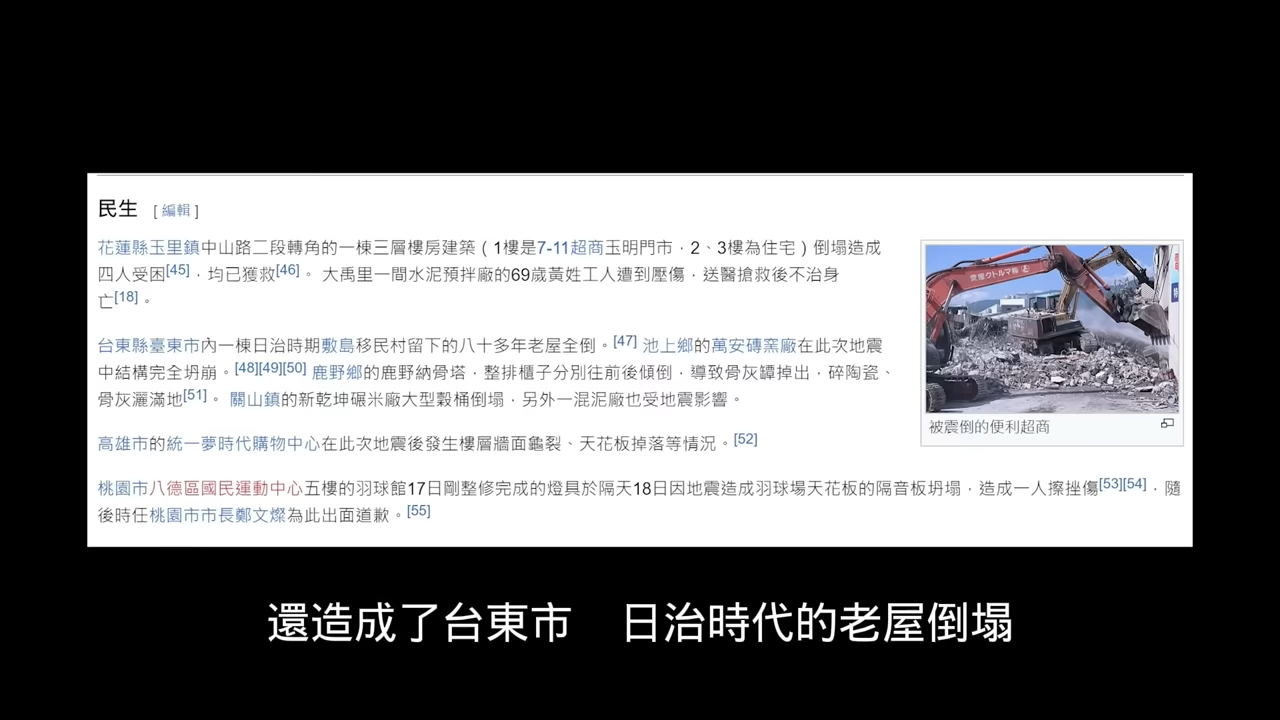 民生 [ 編輯 ]
花蓮縣玉里鎮中山路二段轉角的一棟三層樓房建築（1樓是7-11超商玉明門市，2、3樓為住宅）倒塌造成
四人受困[45]，均已獲救[46]。 大禹里一間水泥預拌廠的69歲黃姓工人遭到壓傷，送醫搶救後不治身
亡[18]。
台東縣臺東市內一棟日治時期敷島移民村留下的八十多年老屋全倒。[47] 池上鄉的萬安磚窯廠在此次地震
中結構完全坍崩。[48][49][50] 鹿野鄉的鹿野納骨塔，整排櫃子分別往前後傾倒，導致骨灰罈掉出，碎陶瓷、
骨灰灑滿地[51]。 關山鎮的新乾坤碾米廠大型穀桶倒塌，另外一混泥廠也受地震影響。
高雄市的統一夢時代購物中心在此次地震後發生樓層牆面龜裂、天花板掉落等情況。[52]
桃園市八德區國民運動中心五樓的羽球館17日剛整修完成的燈具於隔天18日因地震造成羽球場天花板的隔音板坍塌，造成一人擦挫傷[53][54]，隨
後時任桃園市市長鄭文燦為此出面道歉。[55]
被震倒的便利超商
還造成了台東市 日治時代的老屋倒塌